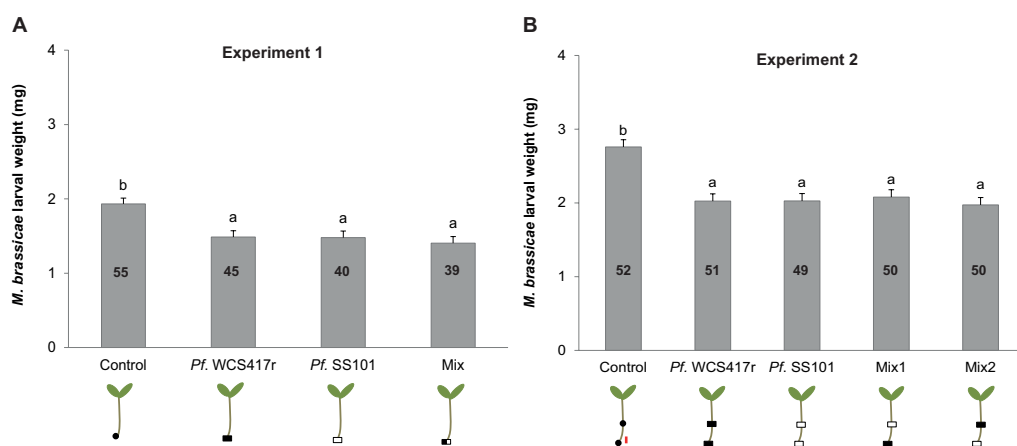 A
Experiment 1
M. brassicae larval weight (mg)
4
3
2
1
0
b
a
a
a
55
45
40
39
Control
Pf. WCS417r
Pf. SS101
Mix
B
Experiment 2
M. brassicae larval weight (mg)
4
3
2
1
0
b
a
a
a
a
52
51
49
50
50
Control
Pf. WCS417r
Pf. SS101
Mix1
Mix2